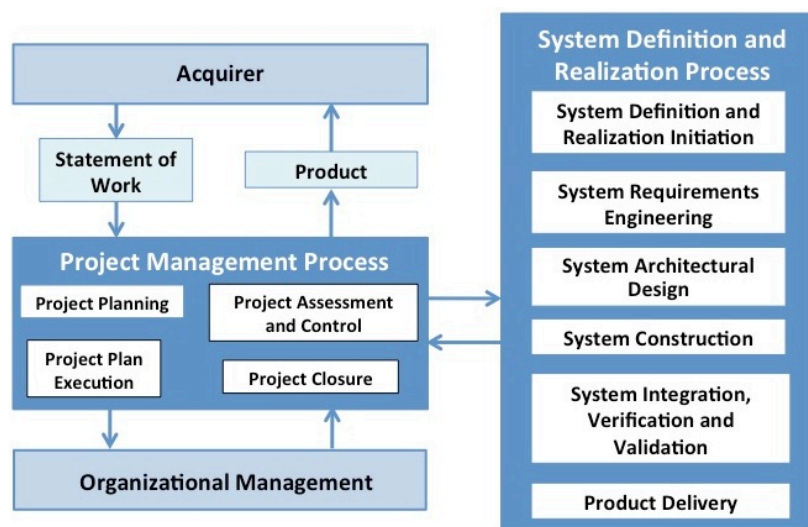 Acquirer
Statement of
Work
Product
Project Management Process
Project Planning
Project Assessment
and Control
Project Plan
Execution
Project Closure
Organizational Management
System Definition and
Realization Process
System Definition and
Realization Initiation
System Requirements
Engineering
System Architectural
Design
System Construction
System Integration,
Verification and
Validation
Product Delivery